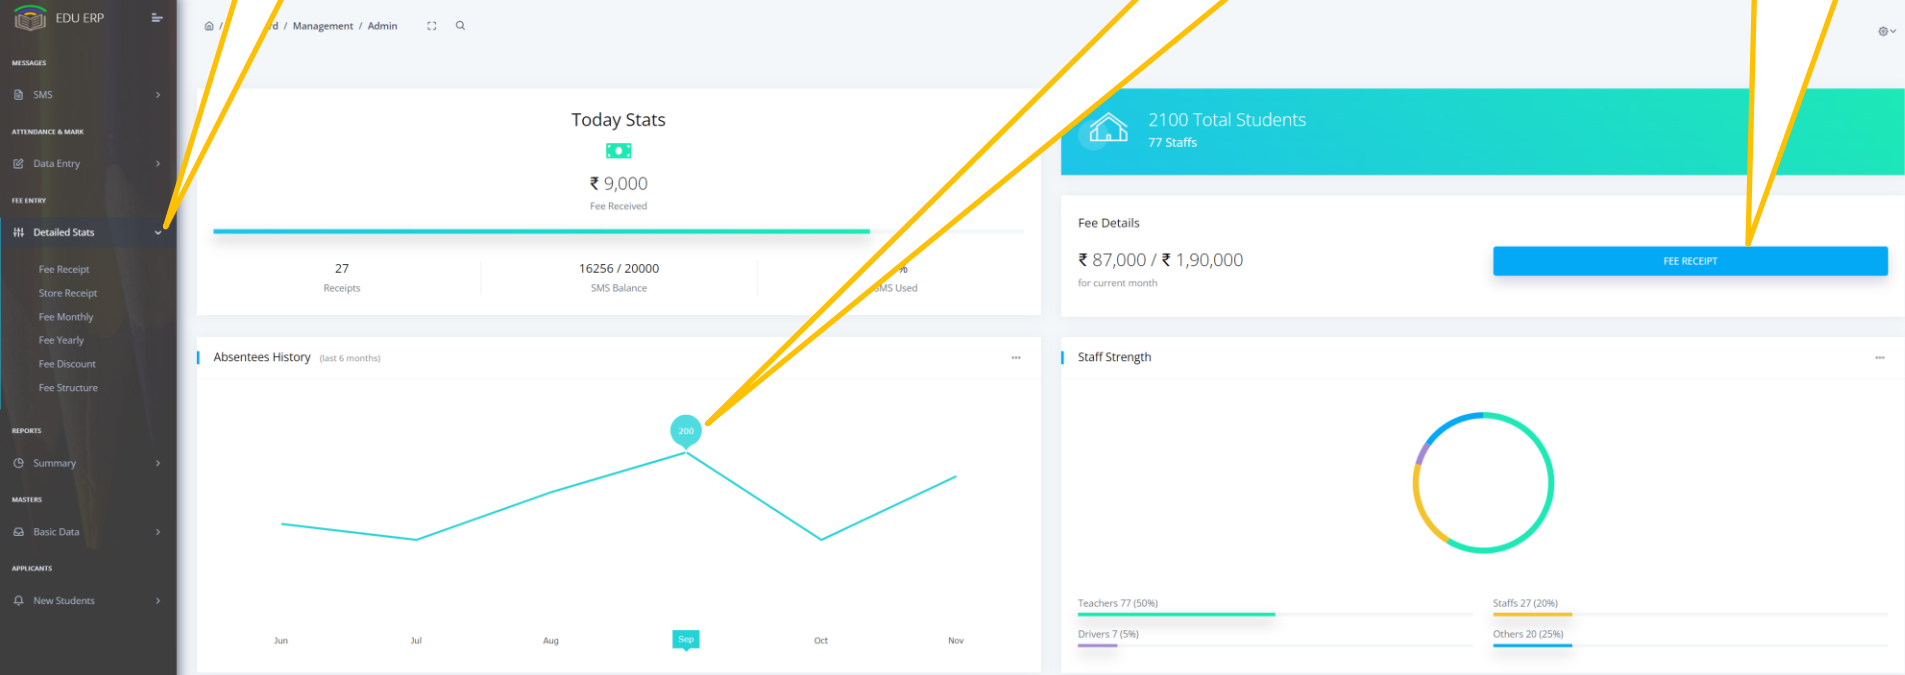 EDU ERP
MESSAGES
SMS
ATTENDANCE & MARK
Data Entry
FEE ENTRY
Detailed Stats
Fee Receipt
Store Receipt
Fee Monthly
Fee Yearly
Fee Discount
Fee Structure
REPORTS
Summary
MASTERS
Basic Data
APPLICANTS
New Students
/ / Management / Admin
Today Stats
₹ 9,000
Fee Received
27
Receipts
16256 / 20000
SMS Balance
%
SMS Used
2100 Total Students
77 Staffs
Fee Details
₹ 87,000 / ₹ 1,90,000
for current month
FEE RECEIPT
Absentees History (last 6 months)
200
Jun Jul Aug Sep Oct Nov
Staff Strength
Teachers 77 (50%)
Staffs 27 (20%)
Drivers 7 (5%)
Others 20 (25%)